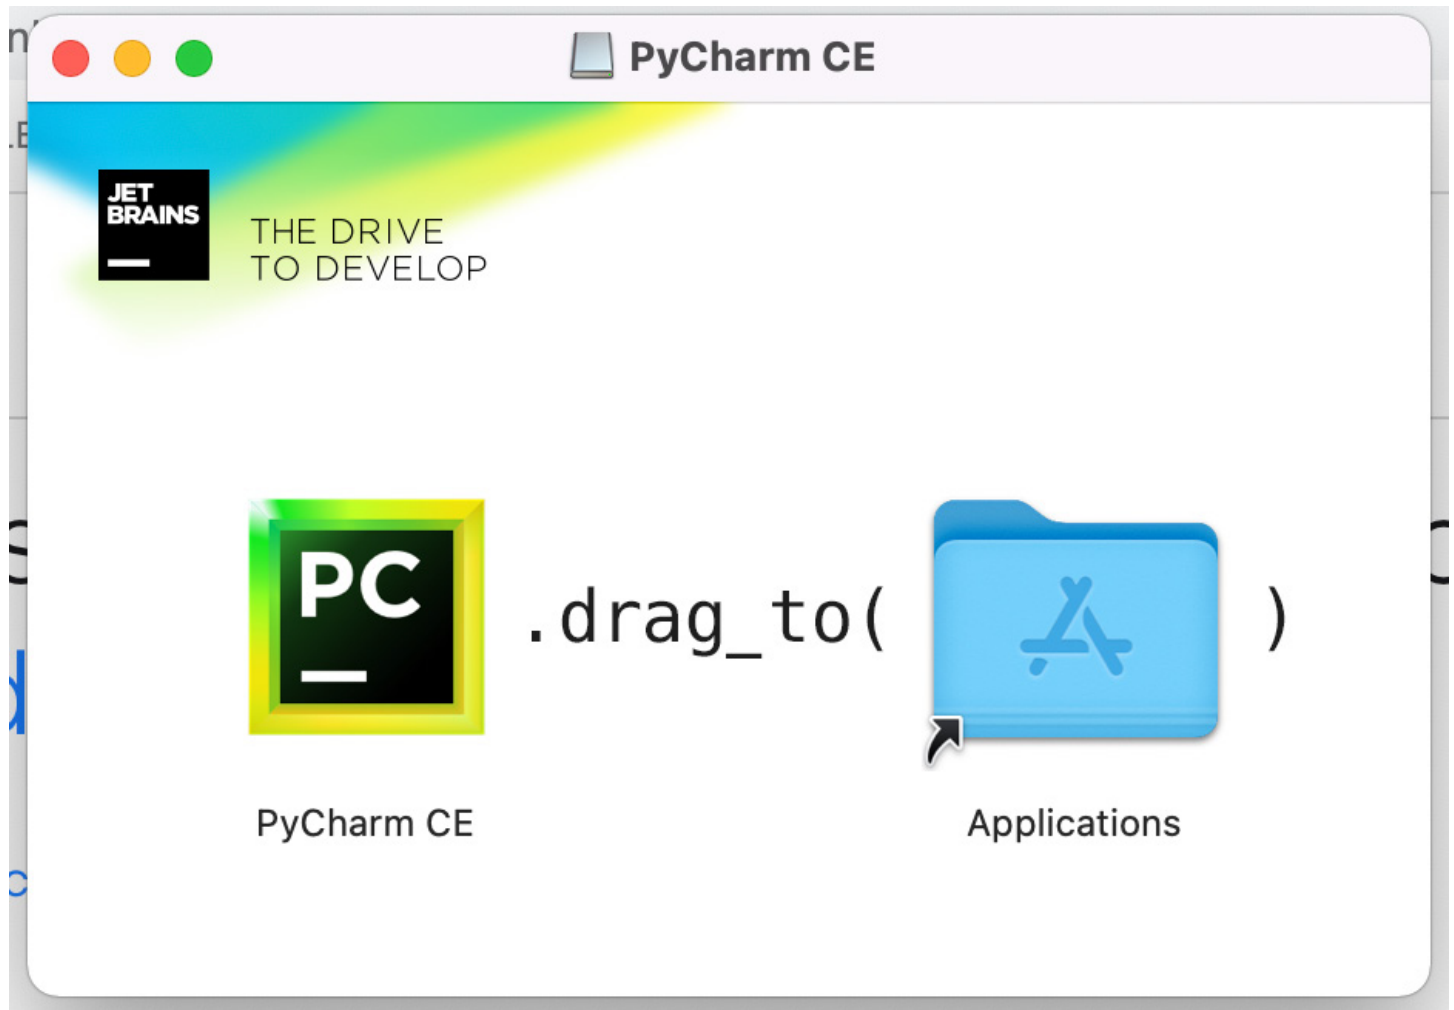 PyCharm CE
JET
BRAINS
THE DRIVE
TO DEVELOP
PC
.drag_to( )
PyCharm CE
Applications